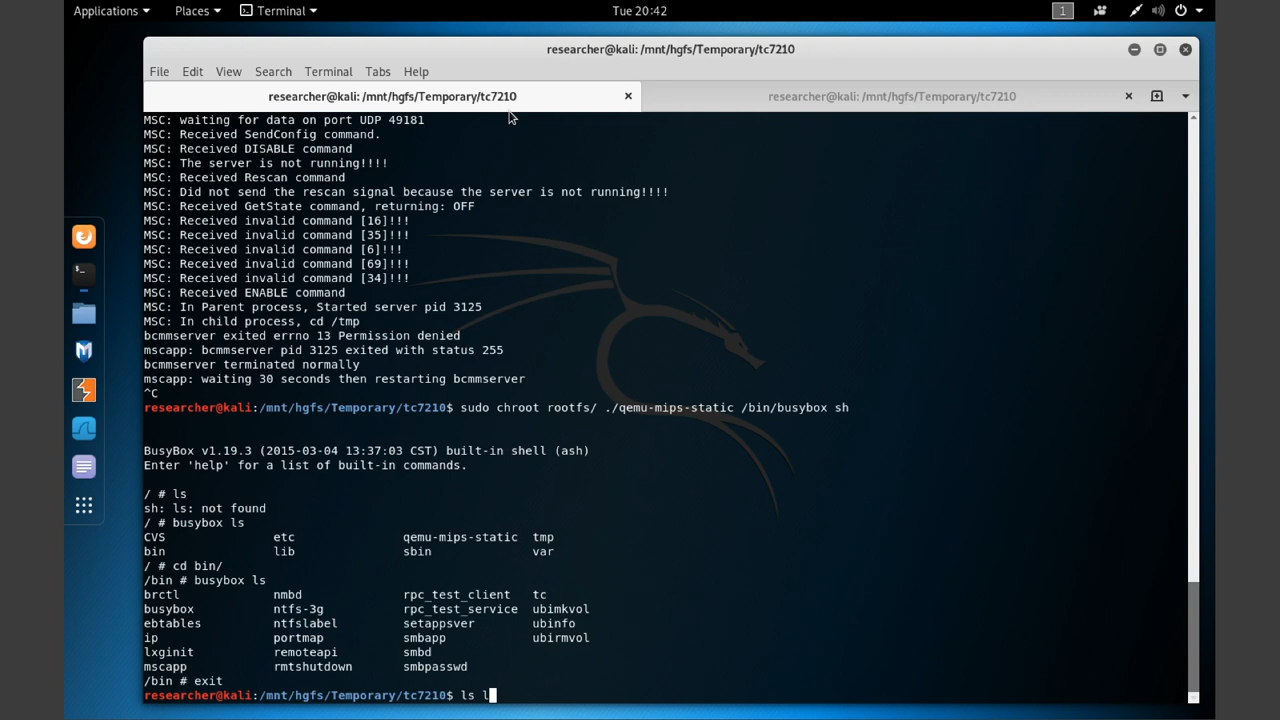 Applications Places Terminal Tue 20:42 1
researcher@kali: /mnt/hgfs/Temporary/tc7210
File Edit View Search Terminal Tabs Help
researcher@kali: /mnt/hgfs/Temporary/tc7210 × researcher@kali: /mnt/hgfs/Temporary/tc7210 ×
MSC: waiting for data on port UDP 49181
MSC: Received SendConfig command.
MSC: Received DISABLE command
MSC: The server is not running!!!!
MSC: Received Rescan command
MSC: Did not send the rescan signal because the server is not running!!!!
MSC: Received GetState command, returning: OFF
MSC: Received invalid command [16]!!!
MSC: Received invalid command [35]!!!
MSC: Received invalid command [6]!!!
MSC: Received invalid command [69]!!!
MSC: Received invalid command [34]!!!
MSC: Received ENABLE command
MSC: In Parent process, Started server pid 3125
MSC: In child process, cd /tmp
bcmmserver exited errno 13 Permission denied
mscapp: bcmmserver pid 3125 exited with status 255
bcmmserver terminated normally
mscapp: waiting 30 seconds then restarting bcmmserver
^C
researcher@kali:/mnt/hgfs/Temporary/tc7210$ sudo chroot rootfs/ ./qemu-mips-static /bin/busybox sh
BusyBox v1.19.3 (2015-03-04 13:37:03 CST) built-in shell (ash)
Enter 'help' for a list of built-in commands.
/ # ls
sh: ls: not found
/ # busybox ls
CVS etc qemu-mips-static tmp
bin lib sbin var
/ # cd bin/
/bin # busybox ls
brctl nmbd rpc_test_client tc
busybox ntfs-3g rpc_test_service ubimkvol
ebtables ntfslabel setappsver ubinfo
ip portmap smbapp ubirmvol
lxginit remoteapi smbd
mscapp rmtshutdown smbpasswd
/bin # exit
researcher@kali:/mnt/hgfs/Temporary/tc7210$ ls l